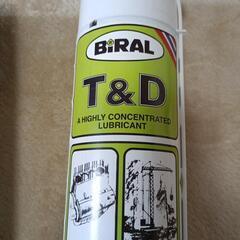 BiRAL
T & D
A HIGHLY CONCENTRATED
LUBRICANT